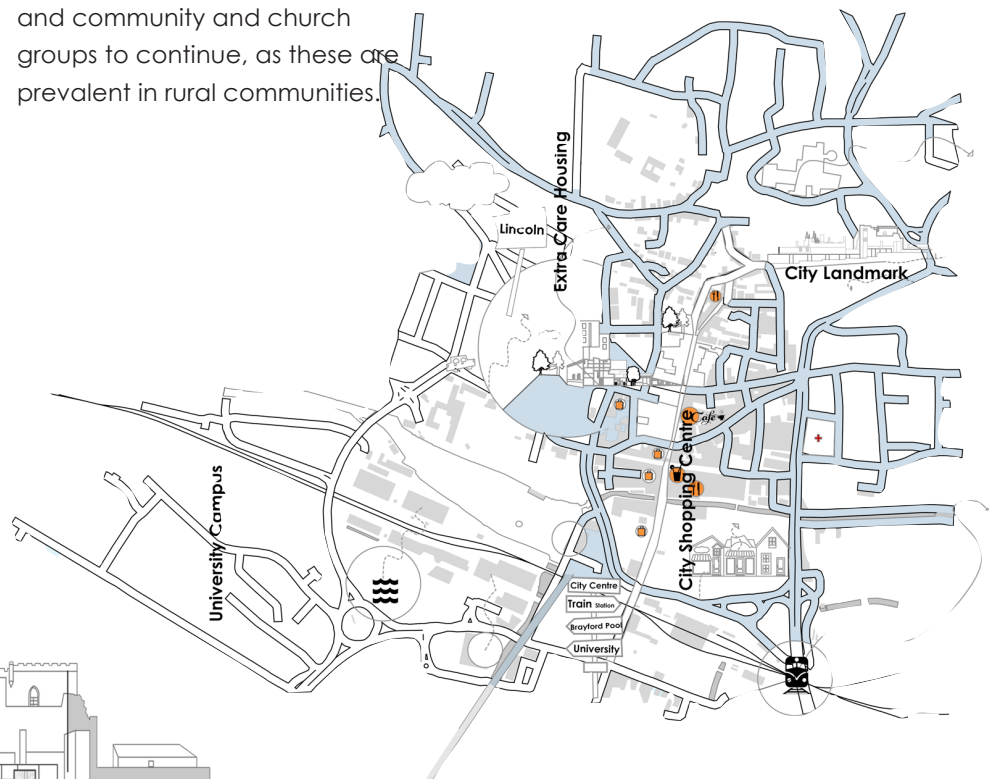 and community and church
groups to continue, as these are
prevalent in rural communities.
Extra Care Housing
Lincoln
City Landmark
Café
City Shopping Centre
University Campus
City Centre
Train Station
Brayford Pool
University